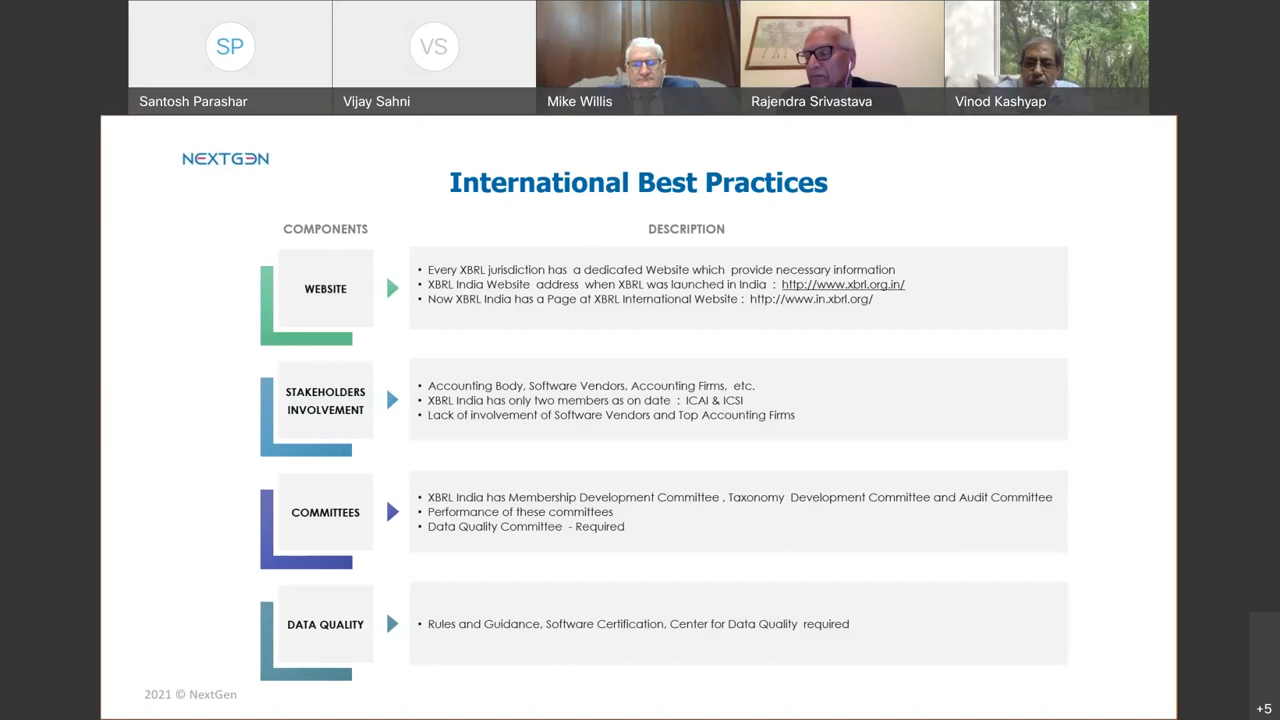 SP
VS
Santosh Parashar
Vijay Sahni
Mike Willis
Rajendra Srivastava
Vinod Kashyap
NEXTGEN
International Best Practices
COMPONENTS
DESCRIPTION
WEBSITE
• Every XBRL jurisdiction has a dedicated Website which provide necessary information
• XBRL India Website address when XBRL was launched in India : http://www.xbrl.org.in/
• Now XBRL India has a Page at XBRL International Website : http://www.in.xbrl.org/
STAKEHOLDERS
INVOLVEMENT
• Accounting Body, Software Vendors, Accounting Firms, etc.
• XBRL India has only two members as on date : ICAI & ICSI
• Lack of involvement of Software Vendors and Top Accounting Firms
COMMITTEES
• XBRL India has Membership Development Committee , Taxonomy Development Committee and Audit Committee
• Performance of these committees
• Data Quality Committee - Required
DATA QUALITY
• Rules and Guidance, Software Certification, Center for Data Quality required
2021 © NextGen
+5